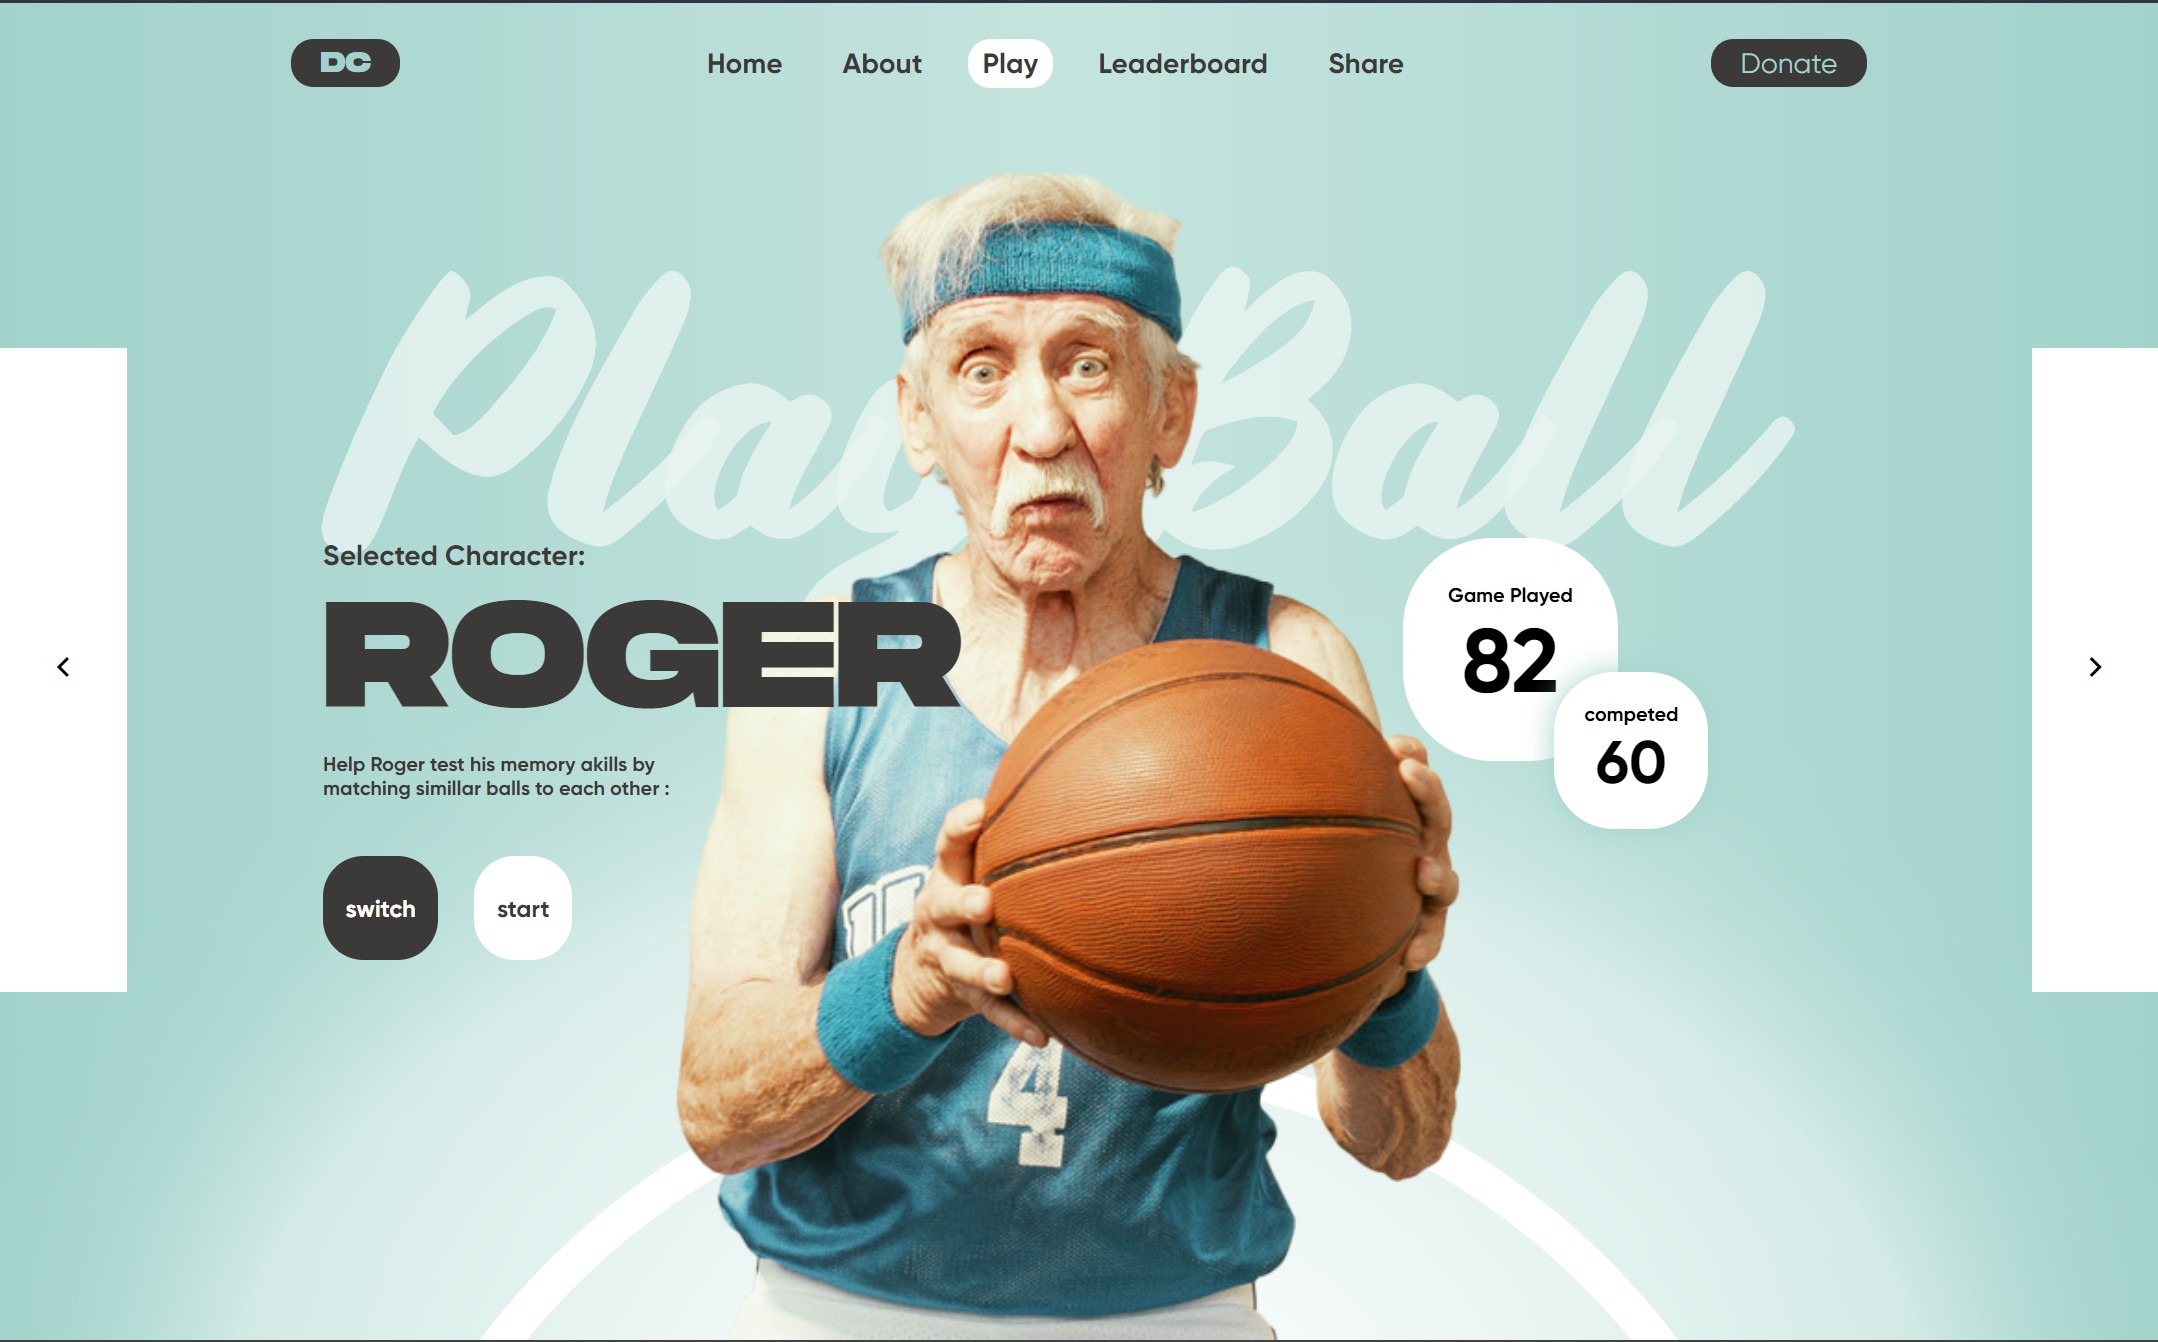 DC
Home About Play Leaderboard Share
Donate
Play Ball
Selected Character:
ROGER
Help Roger test his memory akills by
matching simillar balls to each other :
switch start
Game Played
82
competed
60
4